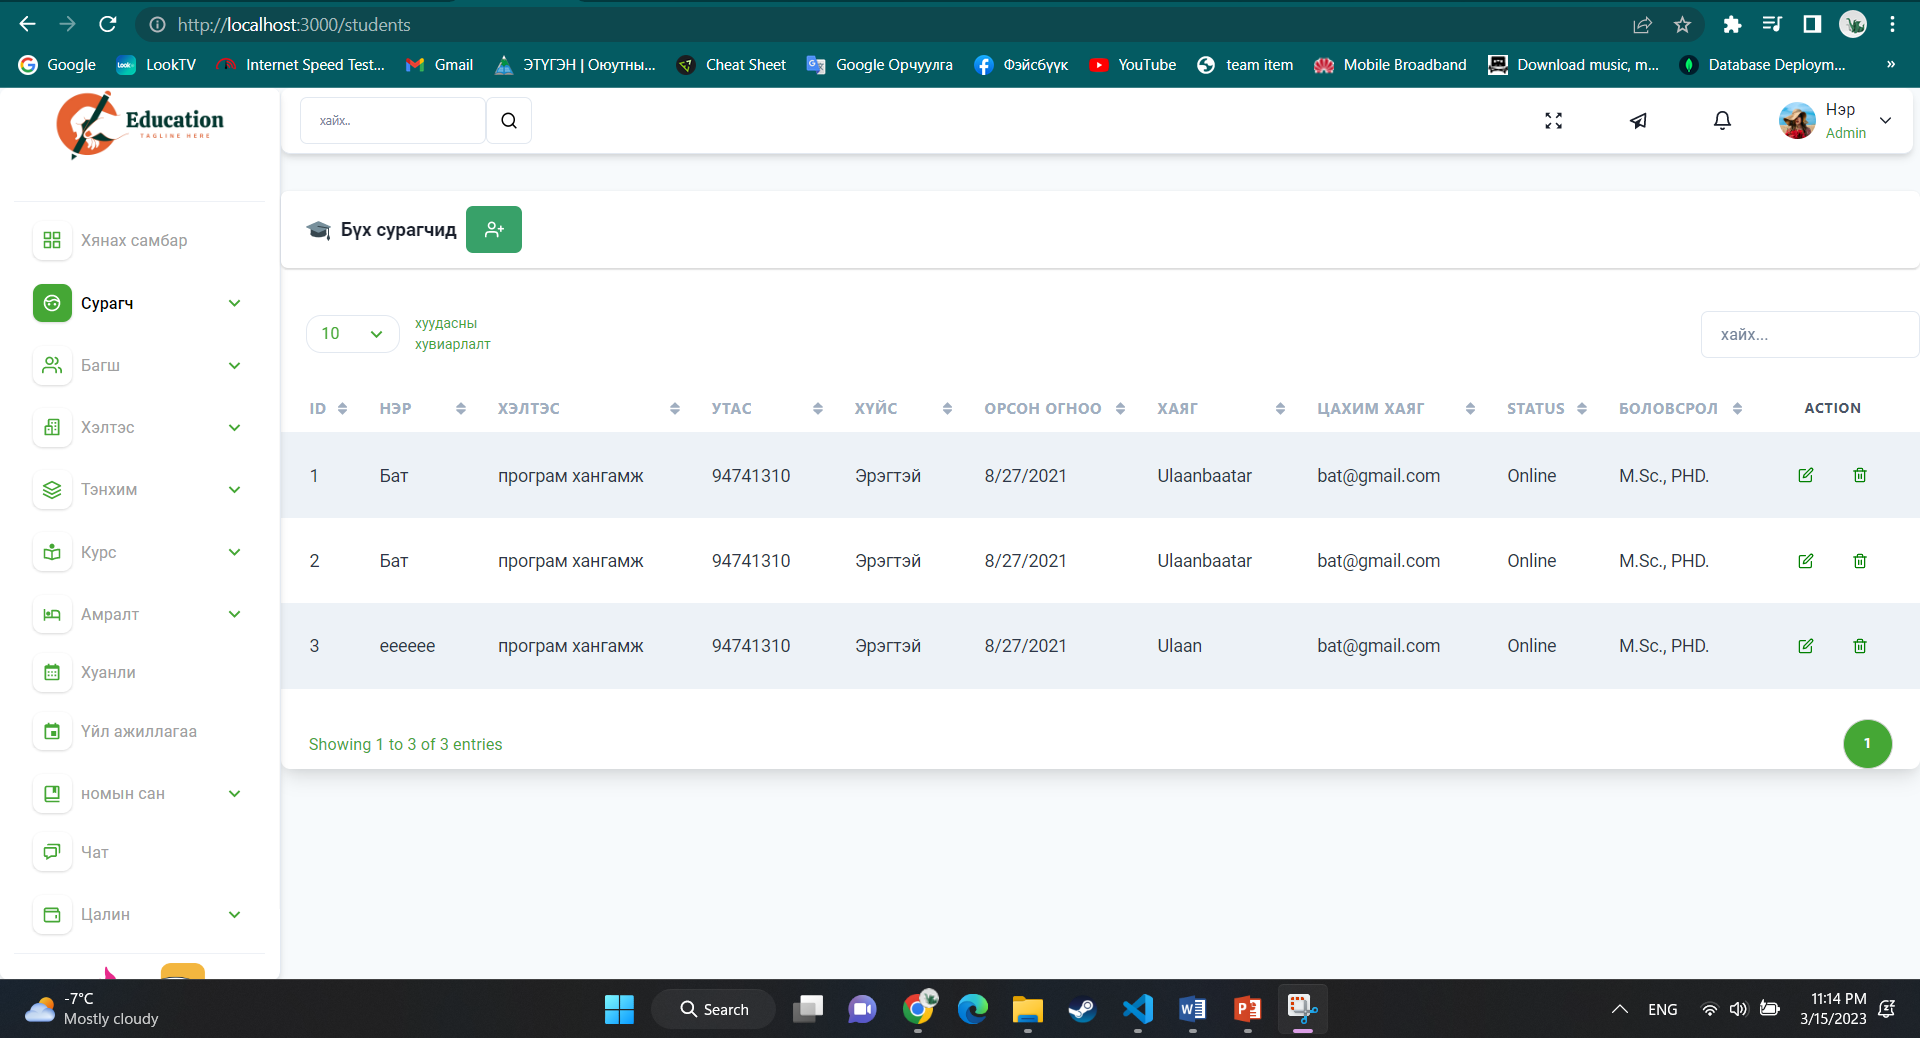 http://localhost:3000/students
Google
LookTV
Internet Speed Test...
Gmail
ЭТҮГЭН | Оюутны...
Cheat Sheet
Google Орчуулга
Фэйсбүүк
YouTube
team item
Mobile Broadband
Download music, m...
Database Deploym...
»
Education
TAGLINE HERE
хайх..
Нэр
Admin
Хянах самбар
Сурагч
Багш
Хэлтэс
Тэнхим
Курс
Амралт
Хуанли
Үйл ажиллагаа
номын сан
Чат
Цалин
Бүх сурагчид
10
хуудасны
хувиарлалт
хайх...
ID НЭР ХЭЛТЭС УТАС ХҮЙС ОРСОН ОГНОО ХАЯГ ЦАХИМ ХАЯГ STATUS БОЛОВСРОЛ ACTION
1 Бат програм хангамж 94741310 Эрэгтэй 8/27/2021 Ulaanbaatar bat@gmail.com Online M.Sc., PHD.
2 Бат програм хангамж 94741310 Эрэгтэй 8/27/2021 Ulaanbaatar bat@gmail.com Online M.Sc., PHD.
3 eeeeee програм хангамж 94741310 Эрэгтэй 8/27/2021 Ulaan bat@gmail.com Online M.Sc., PHD.
Showing 1 to 3 of 3 entries
1
-7°C
Mostly cloudy
Search
ENG
11:14 PM
3/15/2023